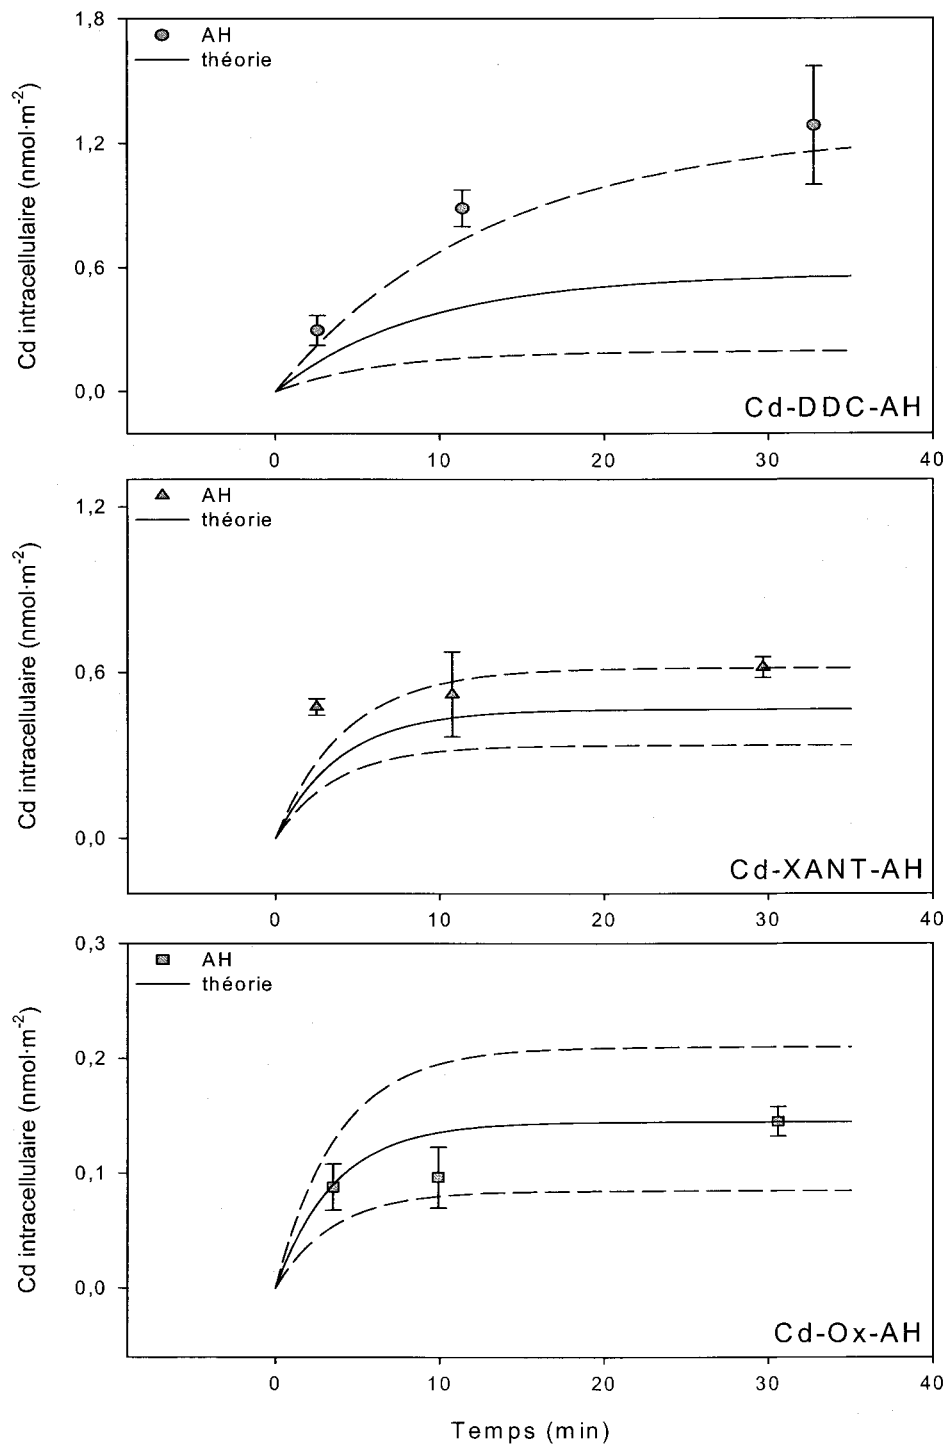 1,8
AH
théorie
1,2
0,6
0,0
Cd intracellulaire (nmol·m-2)
Cd-DDC-AH
0 10 20 30 40
AH
théorie
1,2
0,6
0,0
Cd intracellulaire (nmol·m-2)
Cd-XANT-AH
0 10 20 30 40
0,3
AH
théorie
0,2
0,1
0,0
Cd intracellulaire (nmol·m-2)
Cd-Ox-AH
0 10 20 30 40
Temps (min)